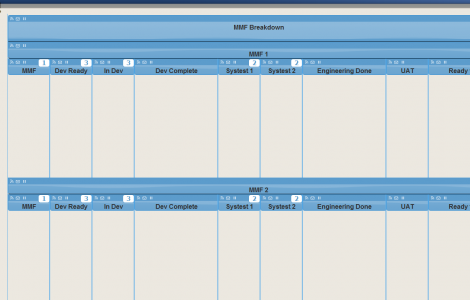 MMF Breakdown
MMF 1
1 3 3 2 2
MMF Dev Ready In Dev Dev Complete Systest 1 Systest 2 Engineering Done UAT Ready
MMF 2
1 3 3 2 2
MMF Dev Ready In Dev Dev Complete Systest 1 Systest 2 Engineering Done UAT Ready